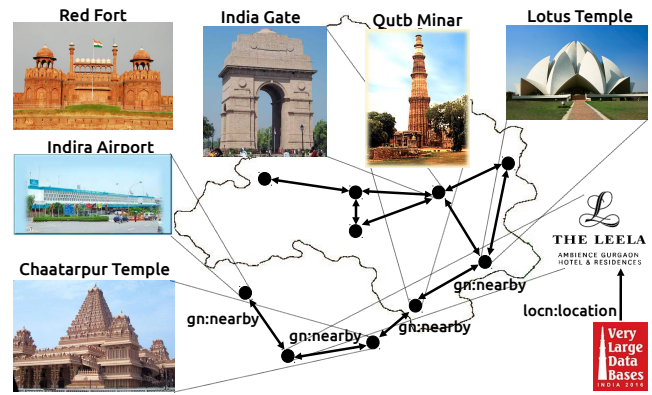 Red Fort
India Gate
Qutb Minar
Lotus Temple
Indira Airport
THE LEELA
AMBIENCE GURGAON
HOTEL & RESIDENCES
Chaatarpur Temple
gn:nearby
gn:nearby
gn:nearby
gn:nearby
locn:location
Very
Large
Data
Bases
INDIA 2016